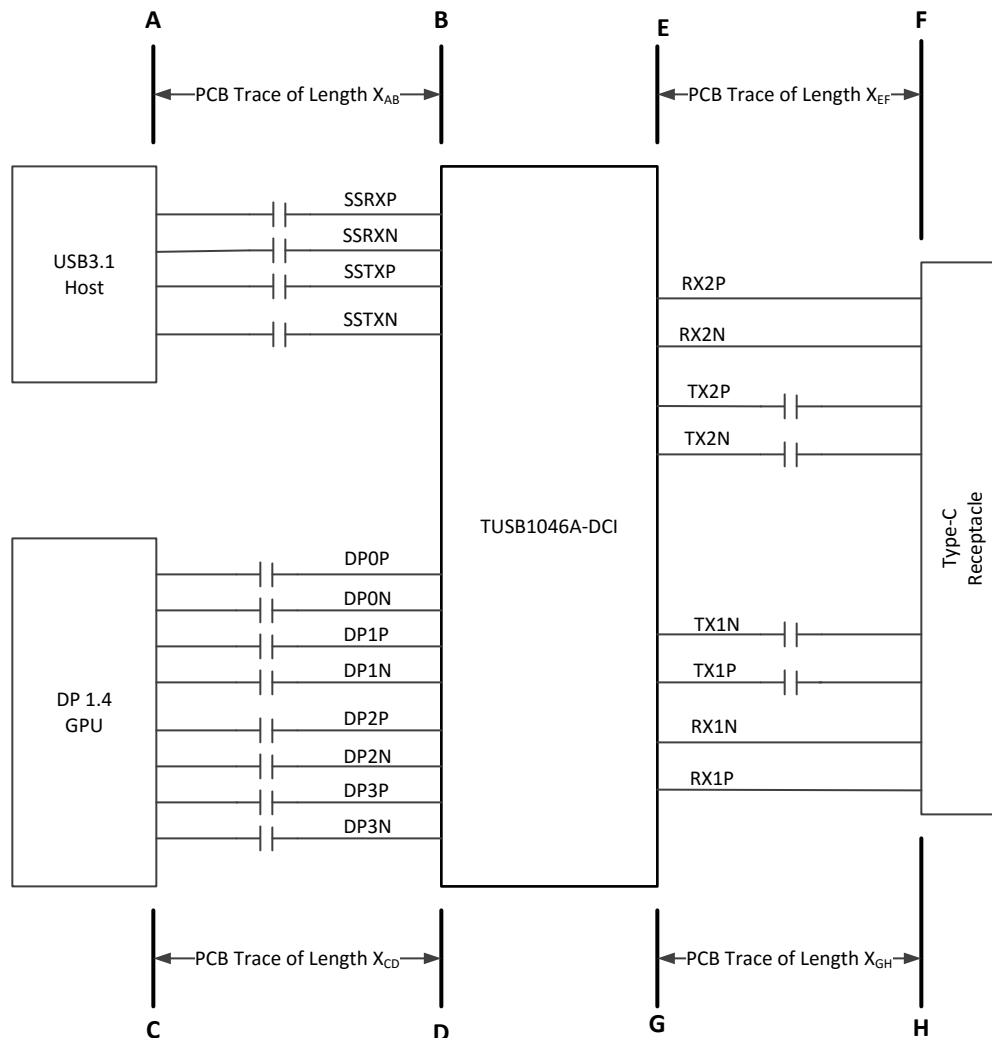 A
B
E
F
PCB Trace of Length XAB
PCB Trace of Length XEF
USB3.1
Host
SSRXP
SSRXN
SSTXP
SSTXN
RX2P
RX2N
TX2P
TX2N
TUSB1046A-DCI
Type-C
Receptacle
DP 1.4
GPU
DP0P
DP0N
DP1P
DP1N
DP2P
DP2N
DP3P
DP3N
TX1N
TX1P
RX1N
RX1P
PCB Trace of Length XCD
PCB Trace of Length XGH
C
D
G
H